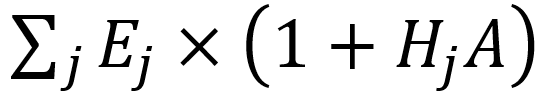 ∑ⱼ Eⱼ × (1 + HⱼA)